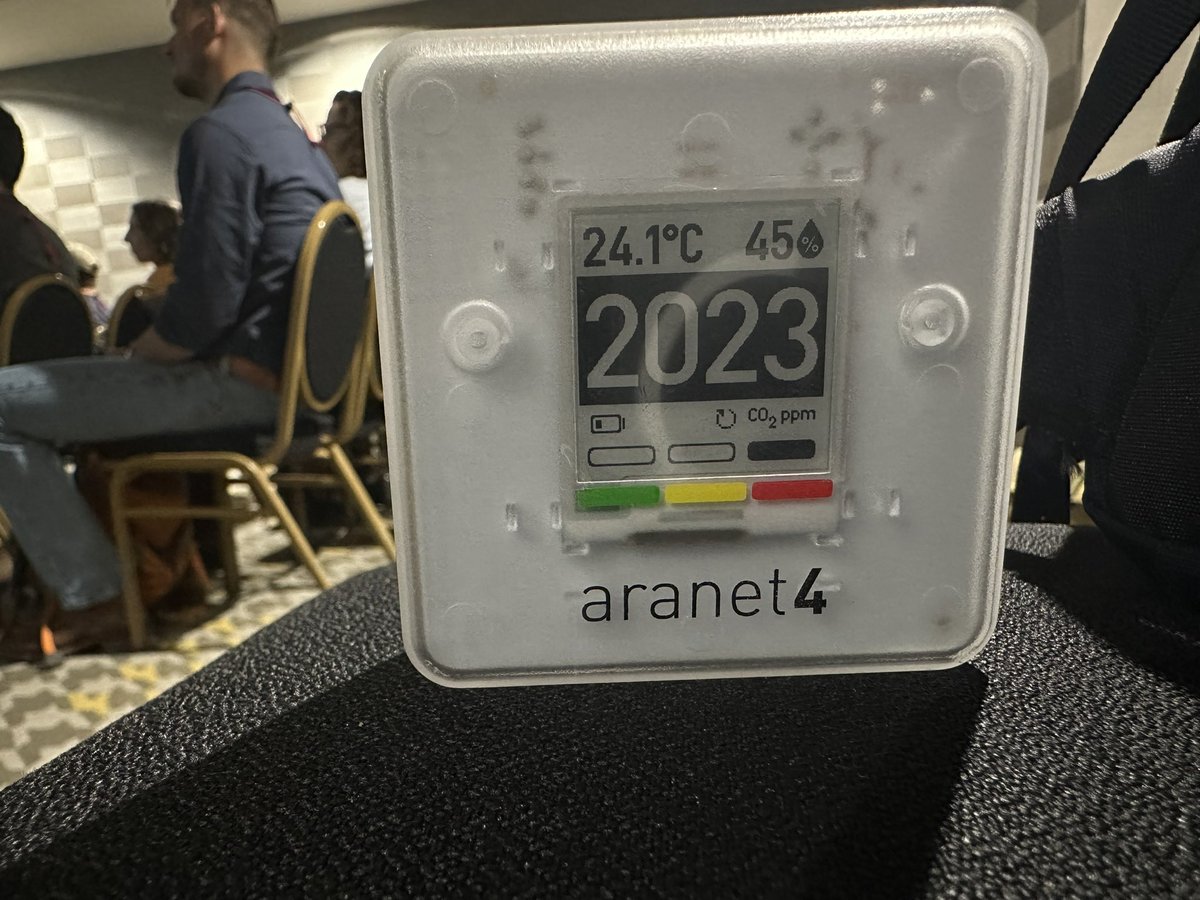 24.1°C 45%
2023
CO₂ ppm
aranet4